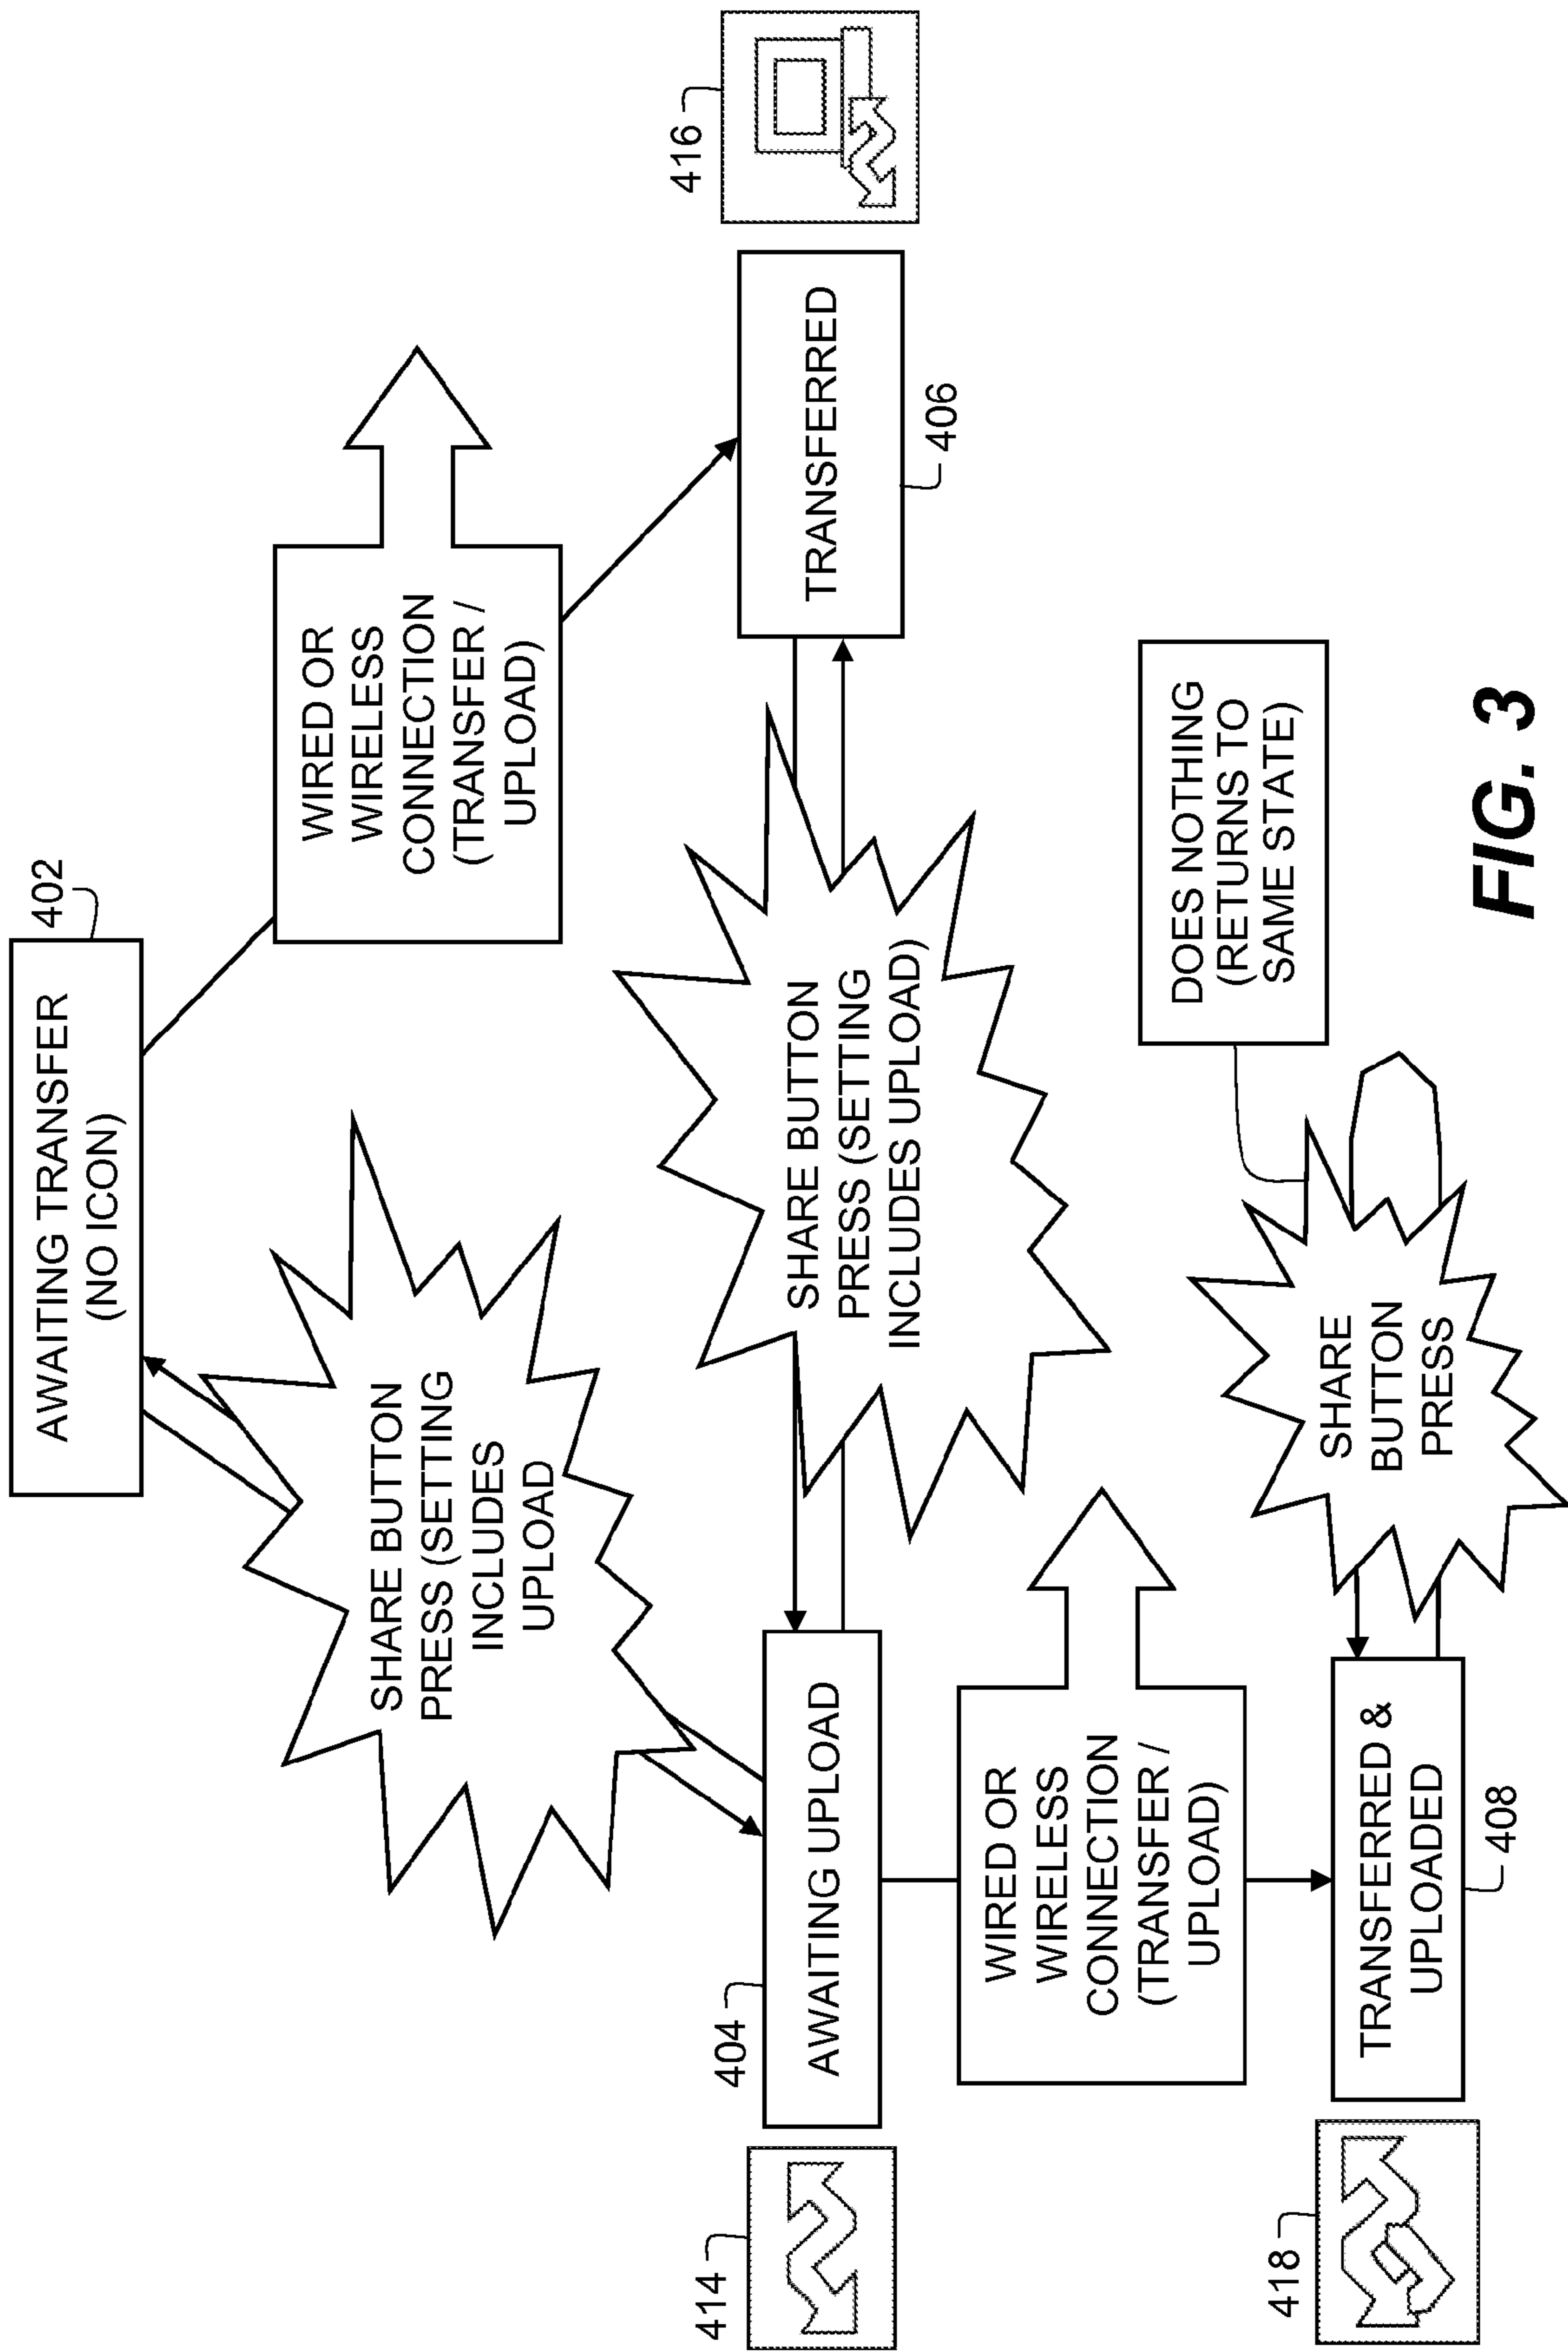 402
AWAITING TRANSFER
(NO ICON)
SHARE BUTTON
PRESS (SETTING
INCLUDES
UPLOAD
WIRED OR
WIRELESS
CONNECTION
(TRANSFER /
UPLOAD)
414
404
AWAITING UPLOAD
SHARE BUTTON
PRESS (SETTING
INCLUDES UPLOAD)
TRANSFERRED
406
416
WIRED OR
WIRELESS
CONNECTION
(TRANSFER /
UPLOAD)
DOES NOTHING
(RETURNS TO
SAME STATE)
418
TRANSFERRED &
UPLOADED
408
SHARE
BUTTON
PRESS
FIG. 3